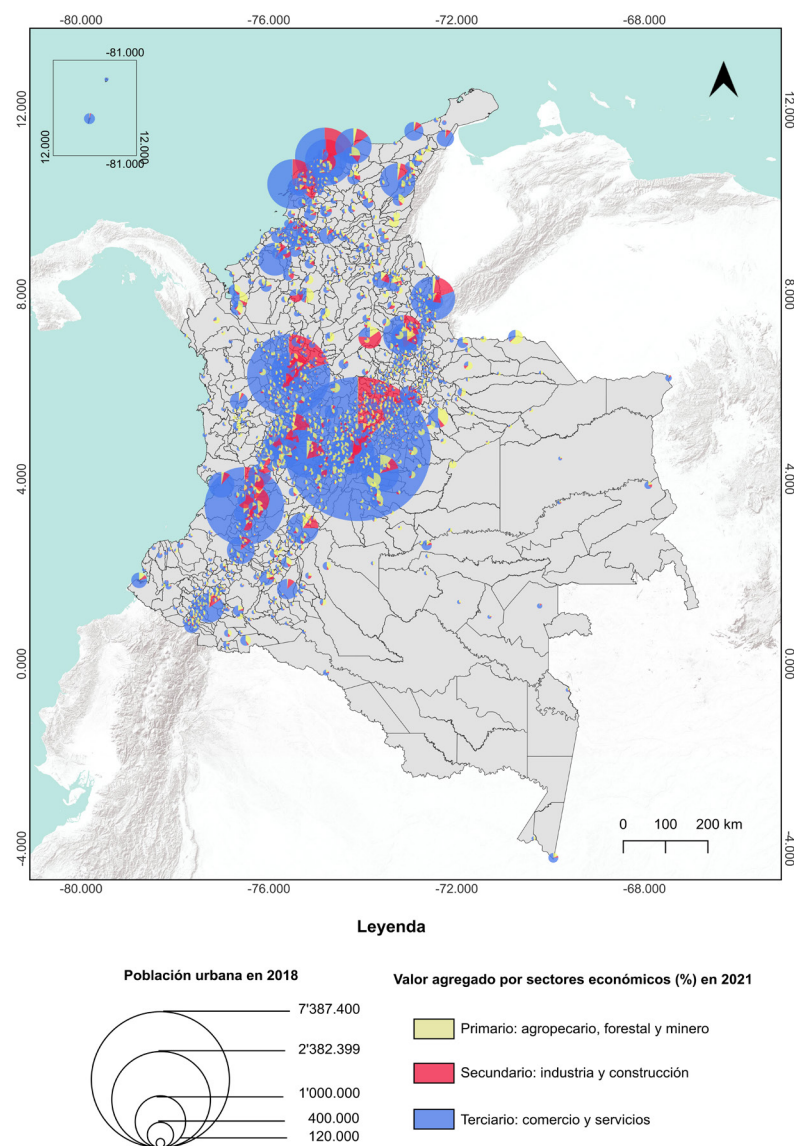 -80.000 -76.000 -72.000 -68.000
-81.000
12.000
12.000
-81.000
12.000
12.000
8.000
8.000
4.000
4.000
0.000
0.000
-4.000
-4.000
0 100 200 km
-80.000 -76.000 -72.000 -68.000
Leyenda
Población urbana en 2018
7'387.400
2'382.399
1'000.000
400.000
120.000
Valor agregado por sectores económicos (%) en 2021
Primario: agropecario, forestal y minero
Secundario: industria y construcción
Terciario: comercio y servicios